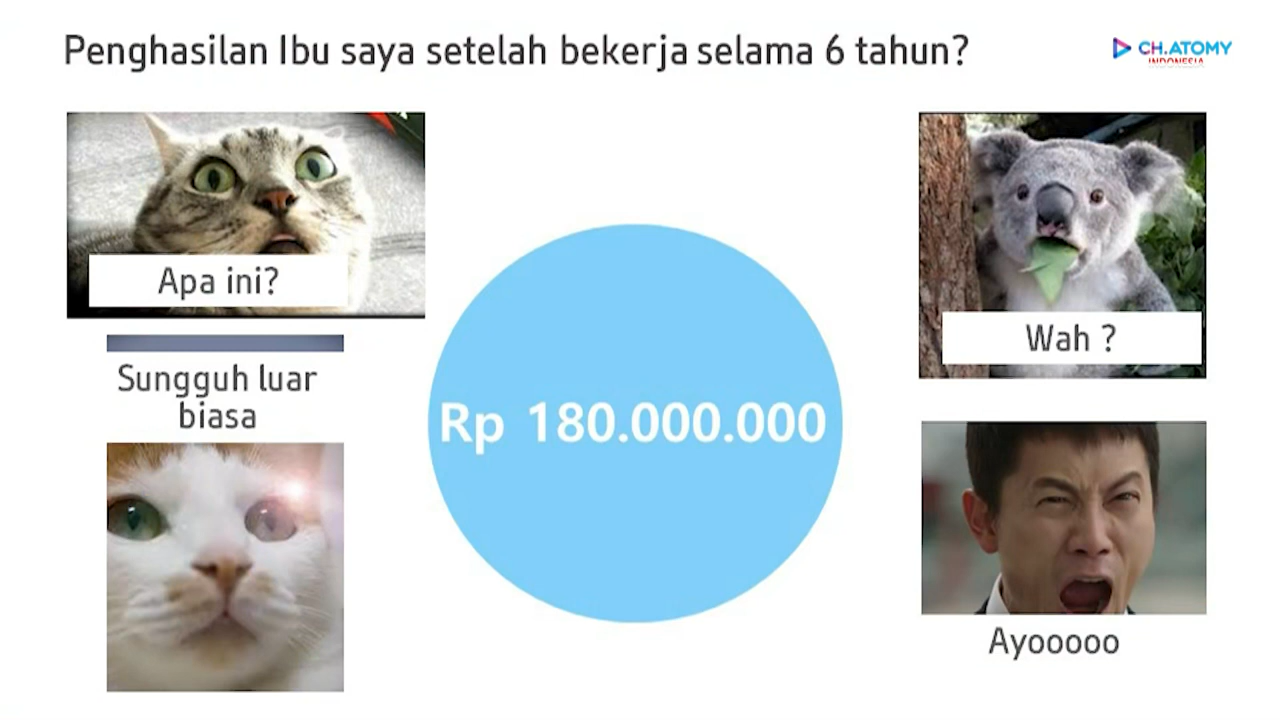 Penghasilan Ibu saya setelah bekerja selama 6 tahun?
CH.ATOMY
INDONESIA
Apa ini?
Wah ?
Sungguh luar
biasa
Rp 180.000.000
Ayooooo